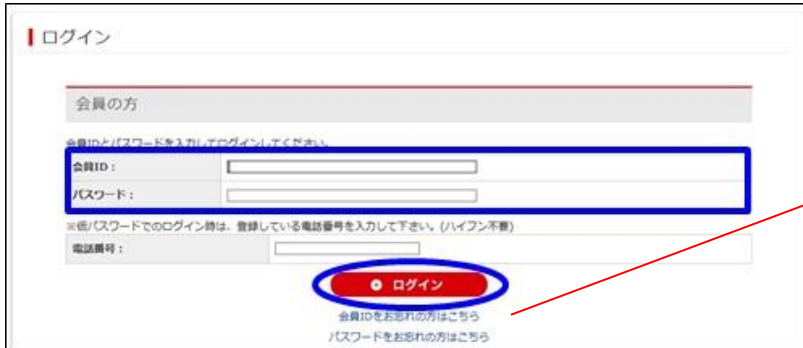 ログイン
会員の方
会員IDとパスワードを入力してログインしてください。
会員ID：
パスワード：
※仮パスワードでのログイン時は、登録している電話番号を入力して下さい。(ハイフン不要)
電話番号：
ログイン
会員IDをお忘れの方はこちら
パスワードをお忘れの方はこちら